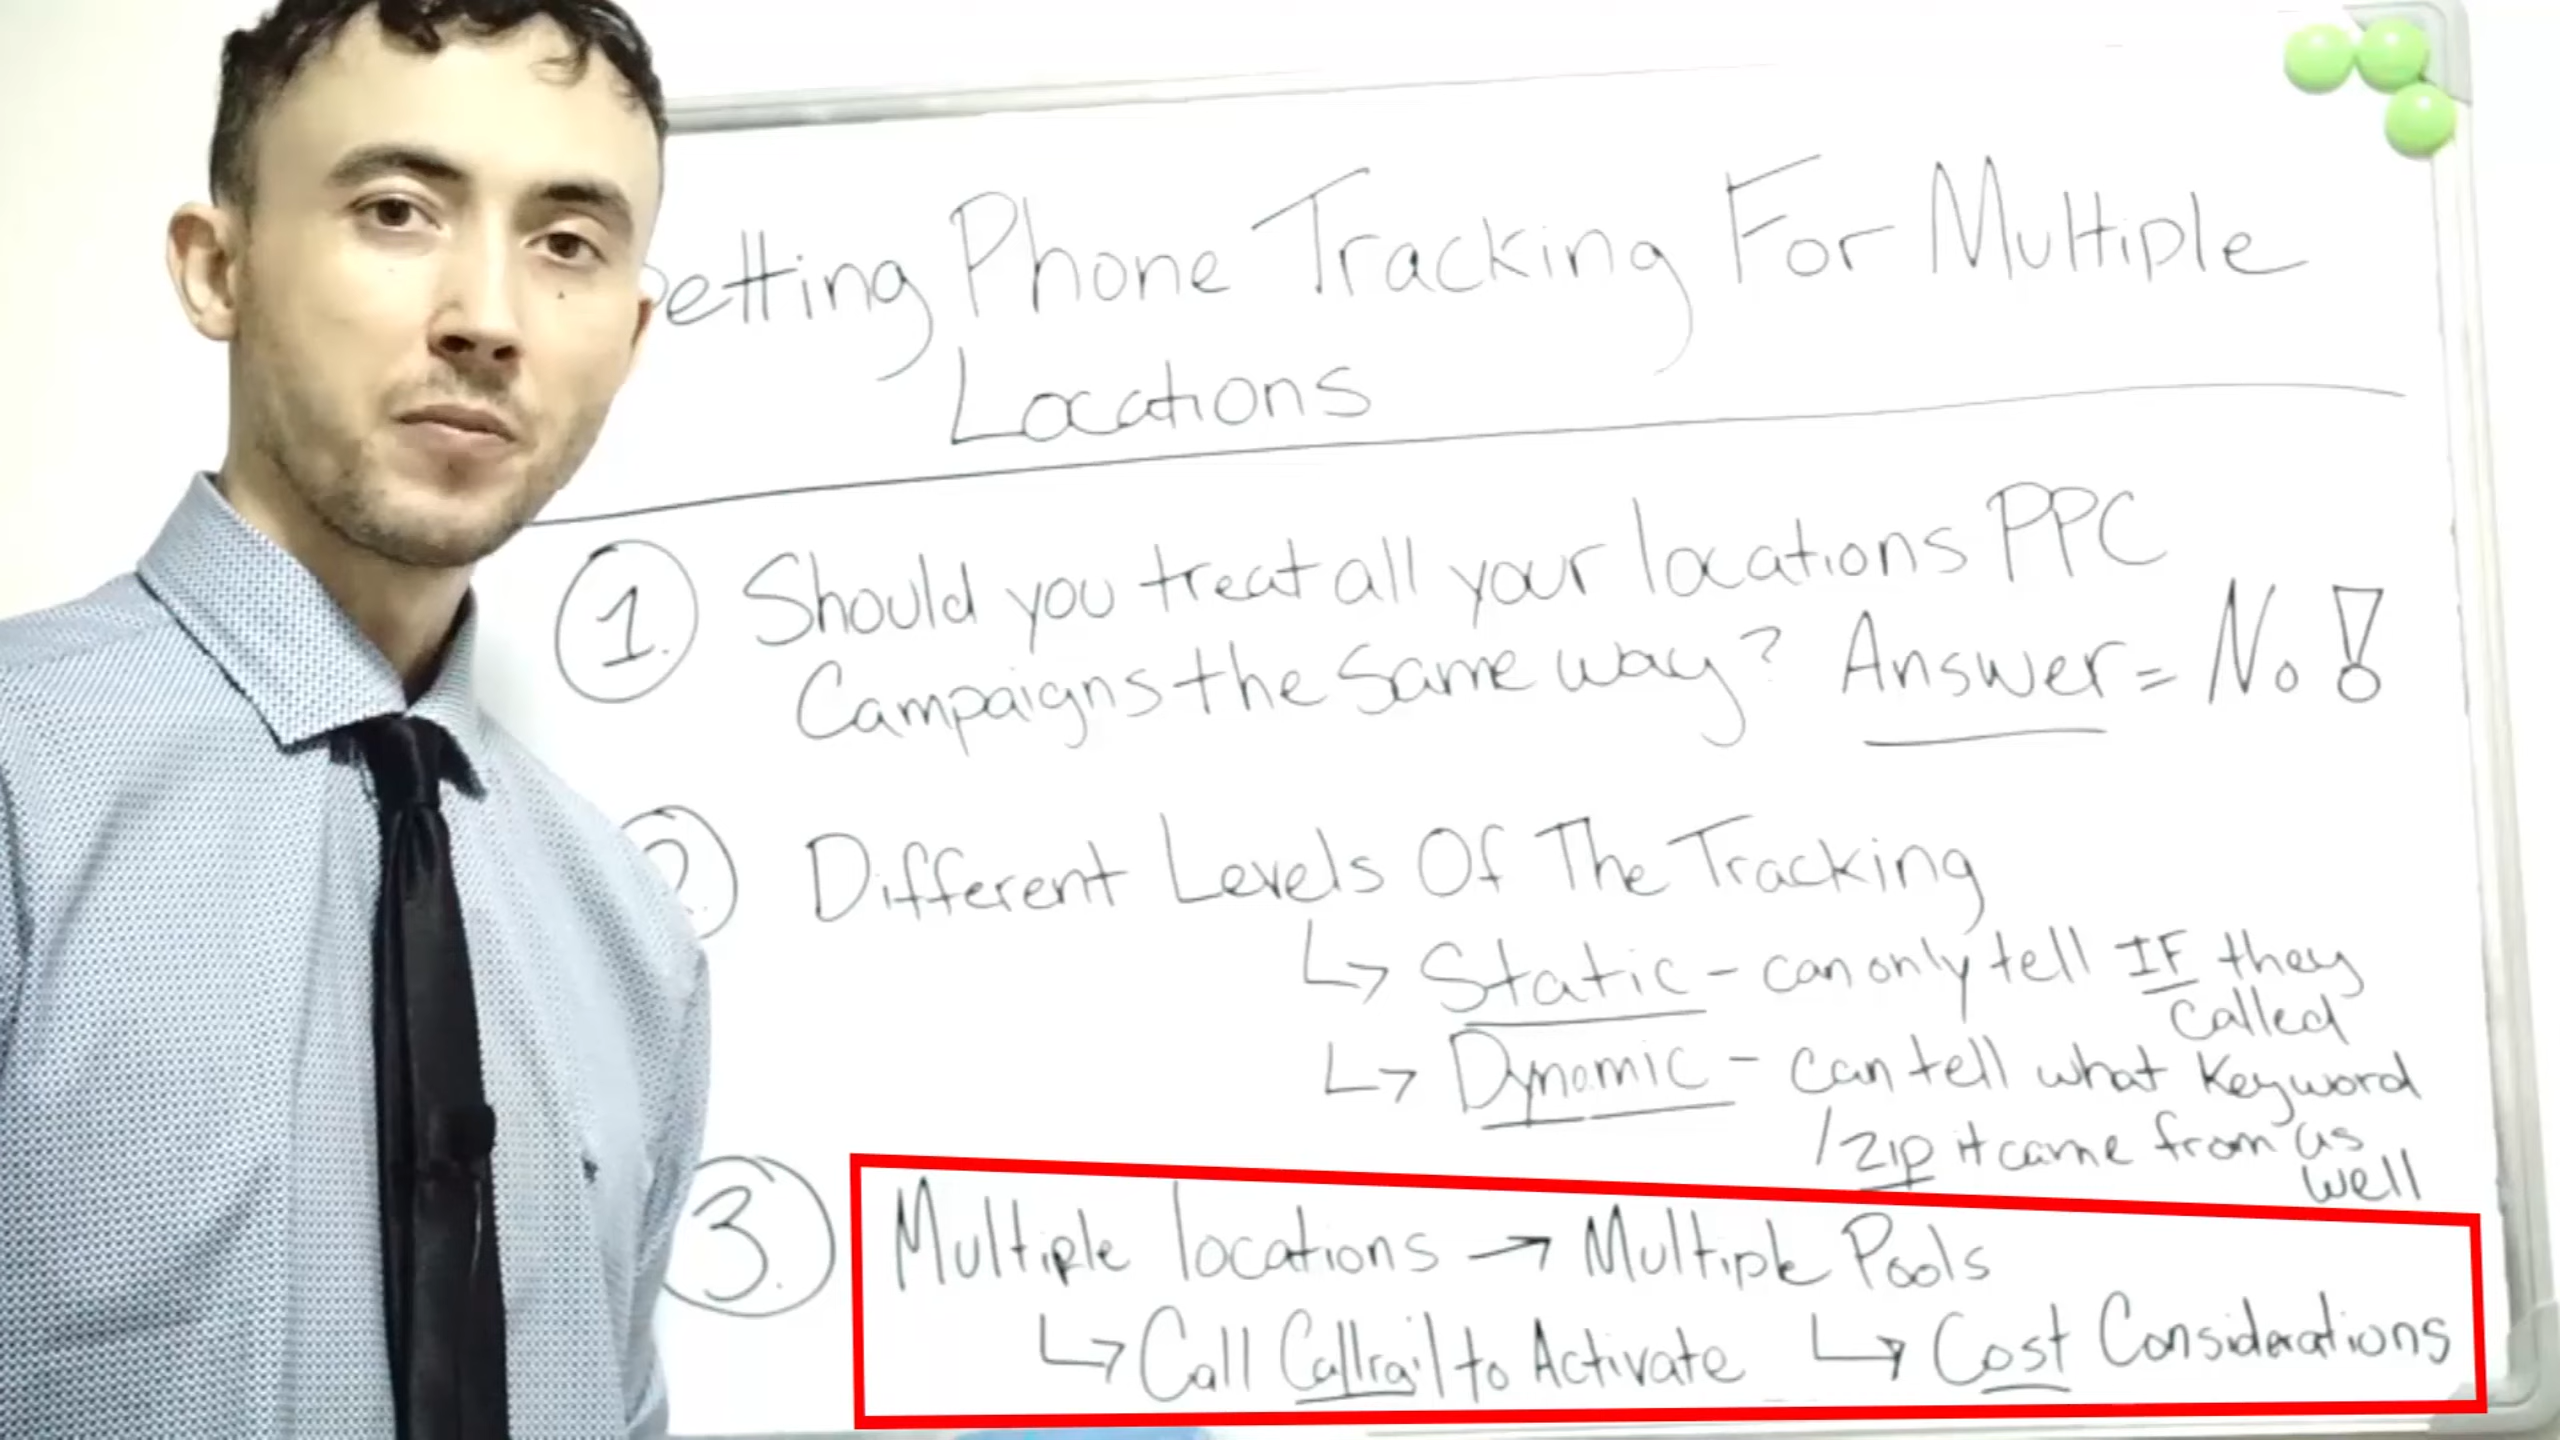 Setting Phone Tracking For Multiple
Locations
1. Should you treat all your locations PPC
Campaigns the same way? Answer = No!
2. Different Levels Of The Tracking
↳ Static - can only tell IF they
called
↳ Dynamic - can tell what keyword
/zip it came from as
well
3. Multiple locations → Multiple Pools
↳ Call Callrail to Activate ↳ Cost Considerations